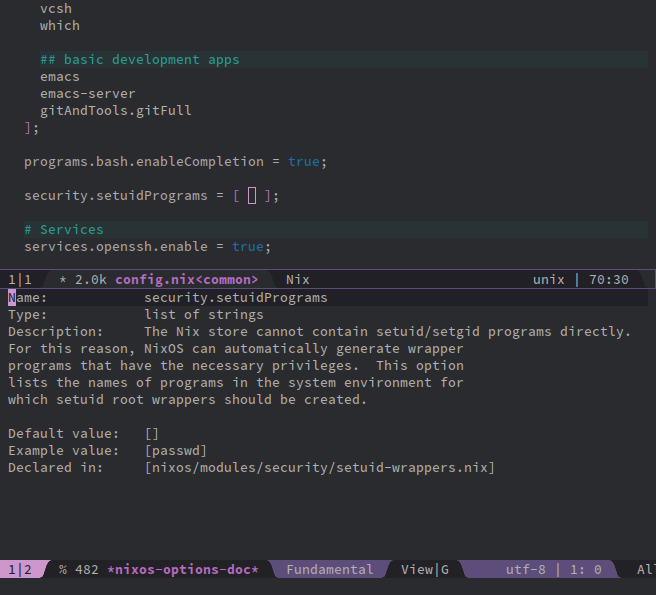 vcsh
which
## basic development apps
emacs
emacs-server
gitAndTools.gitFull
];
programs.bash.enableCompletion = true;
security.setuidPrograms = [ ];
# Services
services.openssh.enable = true;
1|1 * 2.0k config.nix<common> Nix unix | 70:30
Name: security.setuidPrograms
Type: list of strings
Description: The Nix store cannot contain setuid/setgid programs directly.
For this reason, NixOS can automatically generate wrapper
programs that have the necessary privileges. This option
lists the names of programs in the system environment for
which setuid root wrappers should be created.
Default value: []
Example value: [passwd]
Declared in: [nixos/modules/security/setuid-wrappers.nix]
1|2 % 482 *nixos-options-doc* Fundamental View|G utf-8 | 1: 0 Al